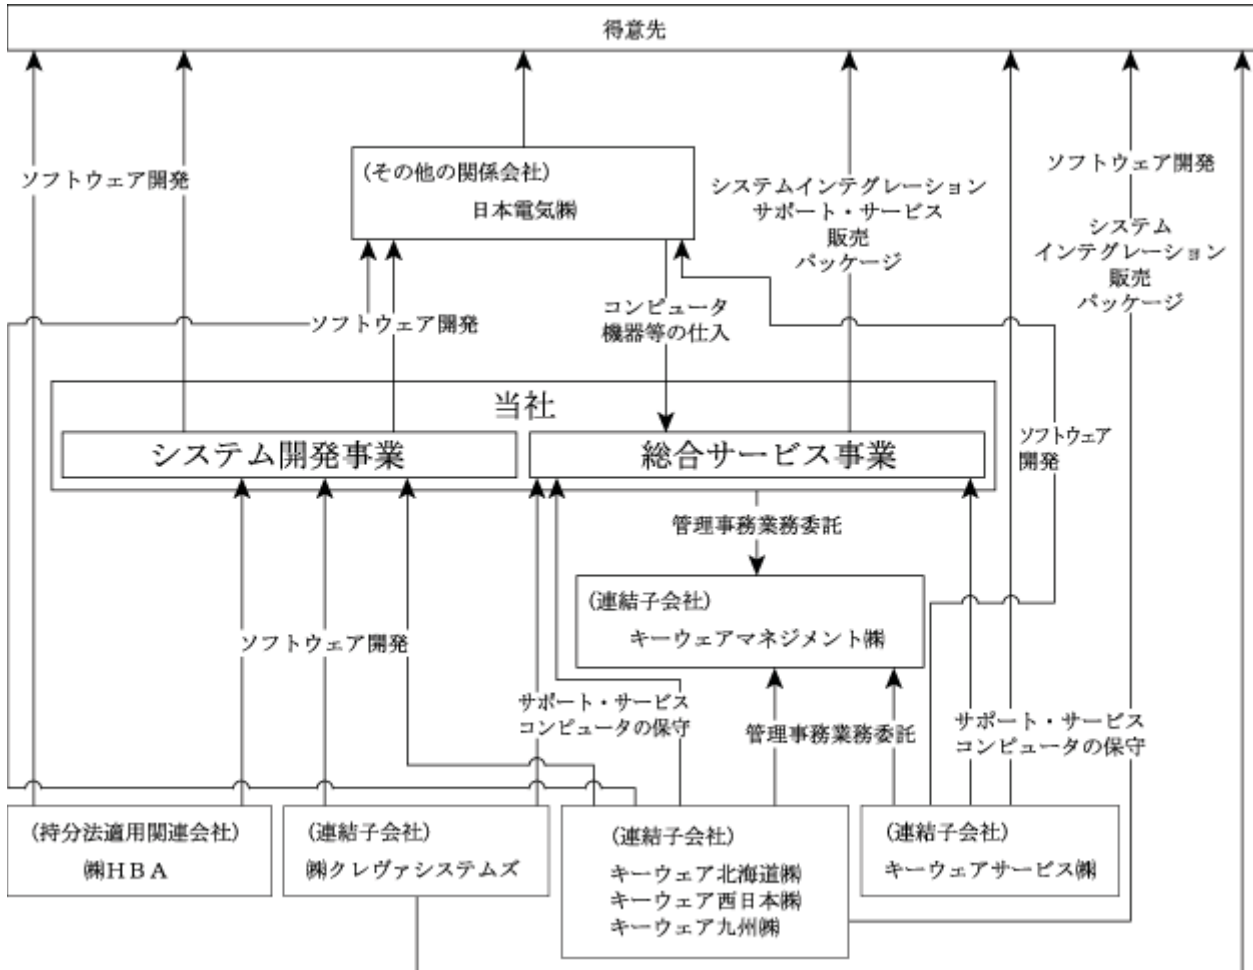 得意先
ソフトウェア開発
(その他の関係会社)
日本電気㈱
システムインテグレーション
サポート・サービス
販売
パッケージ
ソフトウェア開発
システム
インテグレーション
販売
パッケージ
ソフトウェア開発
コンピュータ
機器等の仕入
当社
システム開発事業
総合サービス事業
ソフトウェア
開発
管理事務業務委託
(連結子会社)
キーウェアマネジメント㈱
ソフトウェア開発
サポート・サービス
コンピュータの保守
管理事務業務委託
サポート・サービス
コンピュータの保守
(持分法適用関連会社)
㈱HBA
(連結子会社)
㈱クレヴァシステムズ
(連結子会社)
キーウェア北海道㈱
キーウェア西日本㈱
キーウェア九州㈱
(連結子会社)
キーウェアサービス㈱